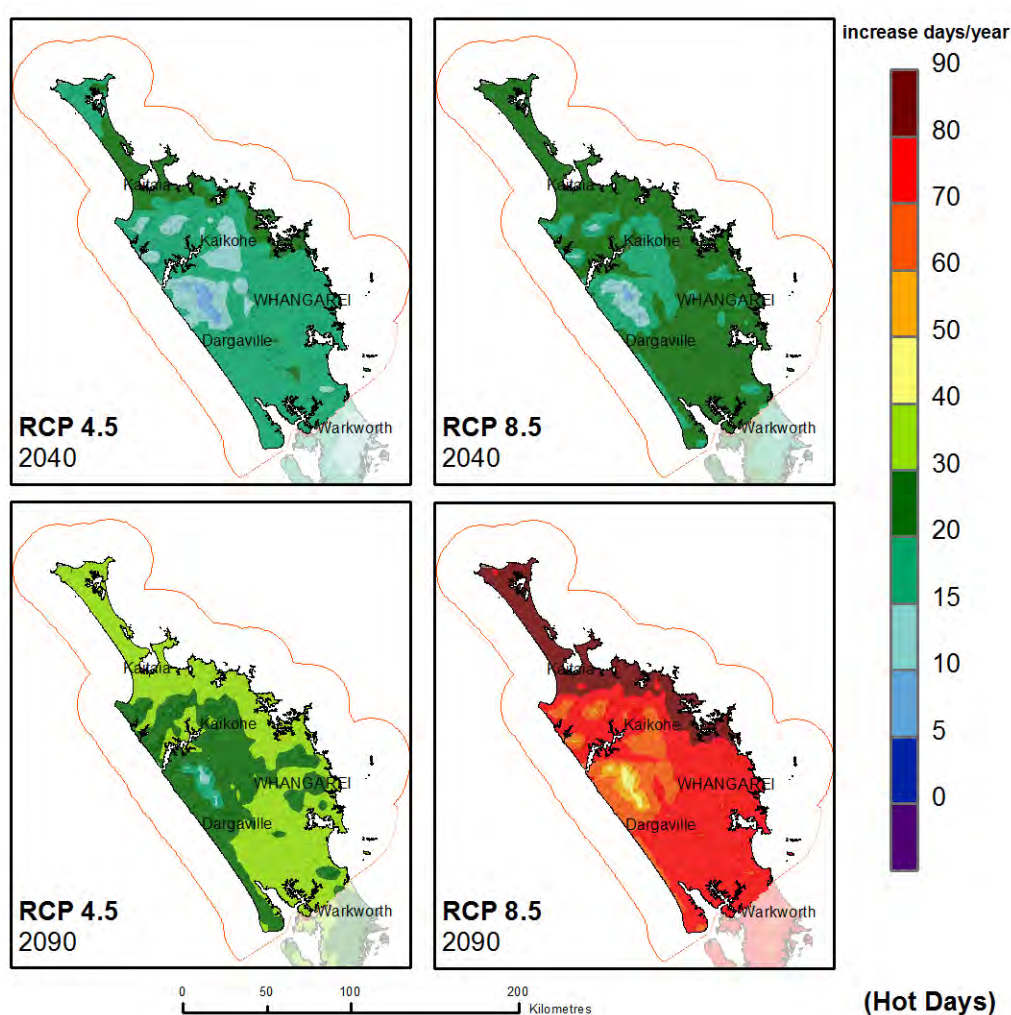 Kaitaia
Kaikohe
WHANGAREI
Dargaville
Warkworth
RCP 4.5
2040
Kaitaia
Kaikohe
WHANGAREI
Dargaville
Warkworth
RCP 8.5
2040
Kaitaia
Kaikohe
WHANGAREI
Dargaville
Warkworth
RCP 4.5
2090
Kaitaia
Kaikohe
WHANGAREI
Dargaville
Warkworth
RCP 8.5
2090
increase days/year
90
80
70
60
50
40
30
20
15
10
5
0
0 50 100 200
Kilometres
(Hot Days)